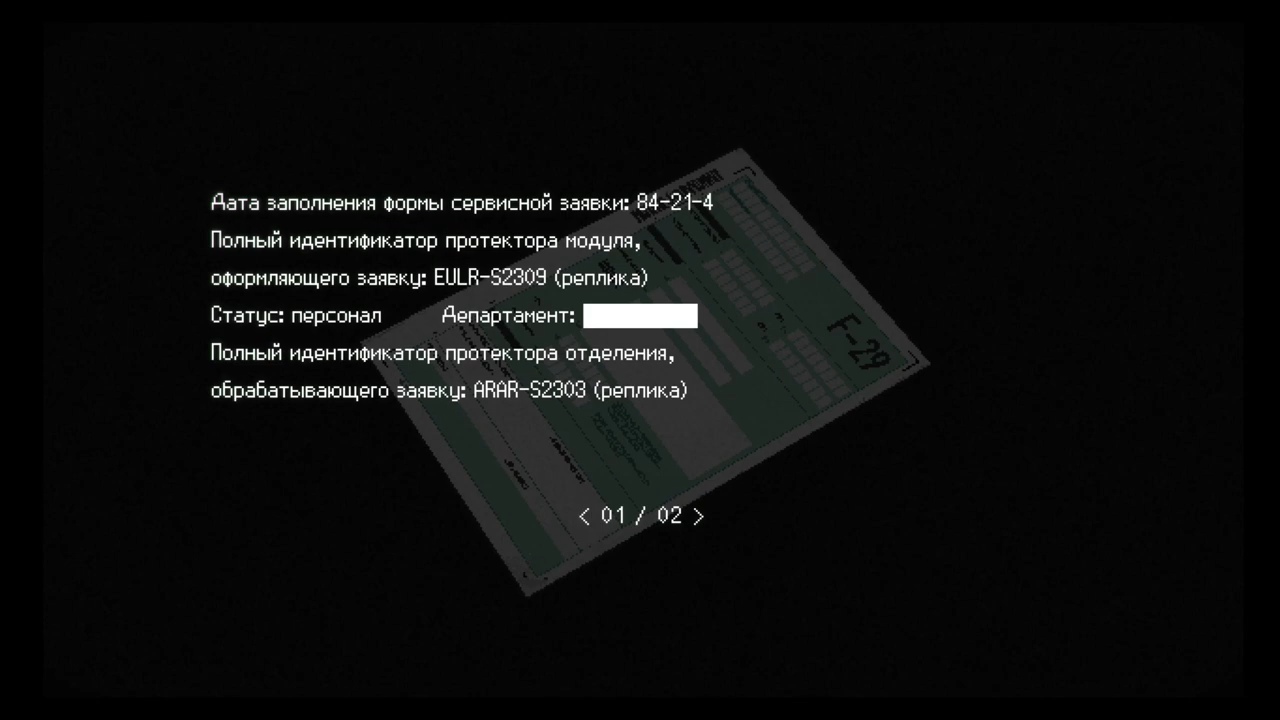 Дата заполнения формы сервисной заявки: 84-21-4
Полный идентификатор протектора модуля,
оформляющего заявку: EULR-S2309 (реплика)
Статус: персонал Департамент:
Полный идентификатор протектора отделения,
обрабатывающего заявку: ARAR-S2303 (реплика)
F-29
< 01 / 02 >